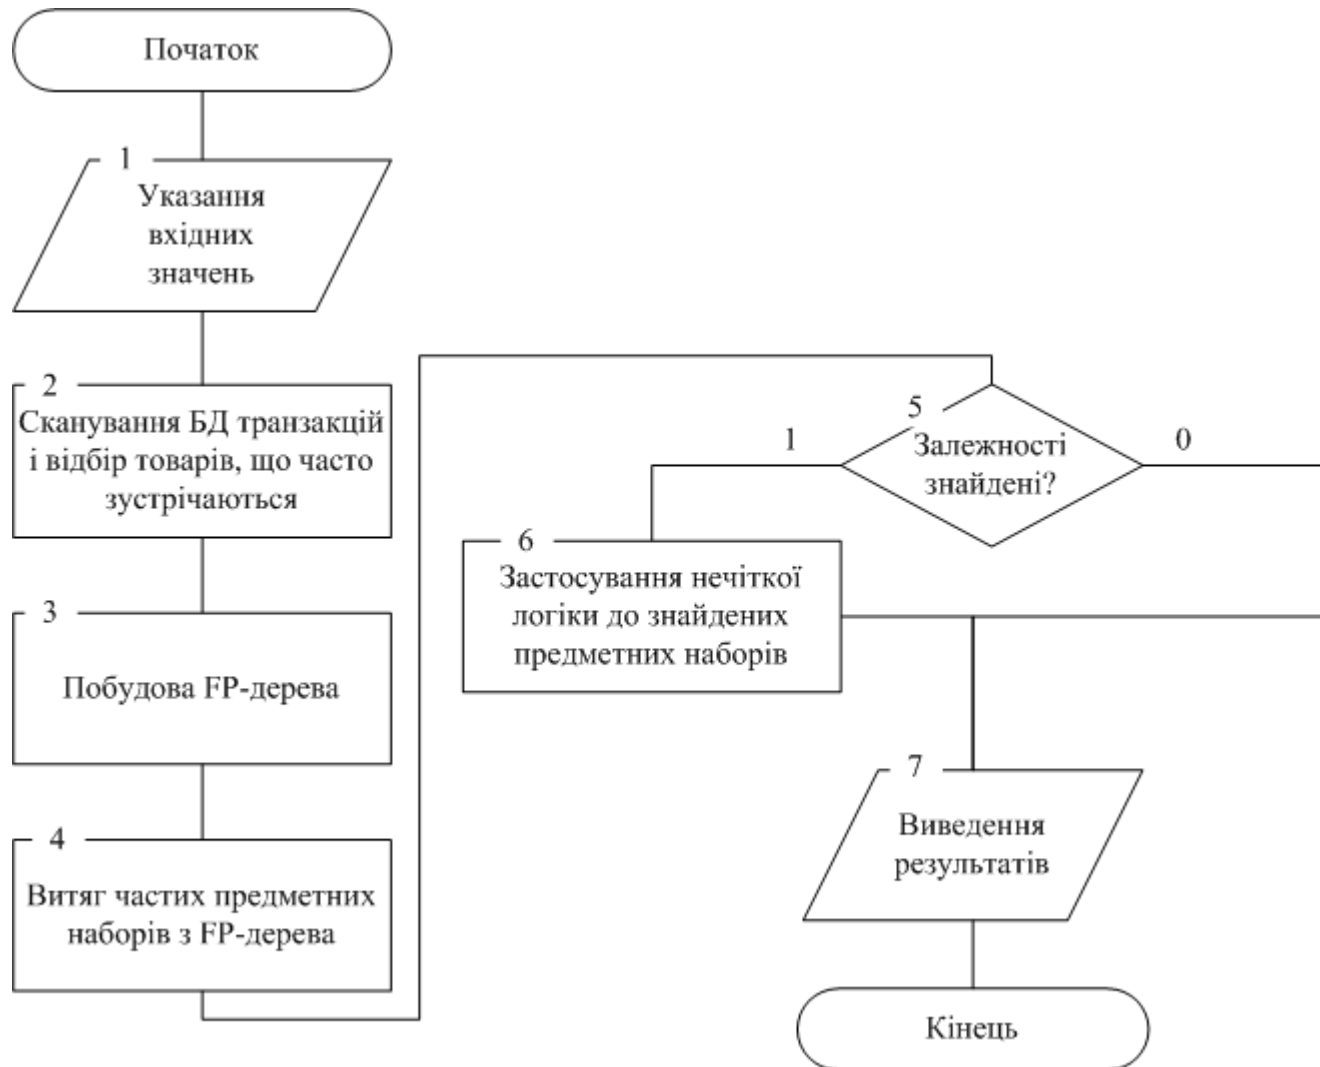 Початок
1
Указання
вхідних
значень
2
Сканування БД транзакцій
і відбір товарів, що часто
зустрічаються
3
Побудова FP-дерева
4
Витяг частих предметних
наборів з FP-дерева
5
Залежності
знайдені?
1
0
6
Застосування нечіткої
логіки до знайдених
предметних наборів
7
Виведення
результатів
Кінець